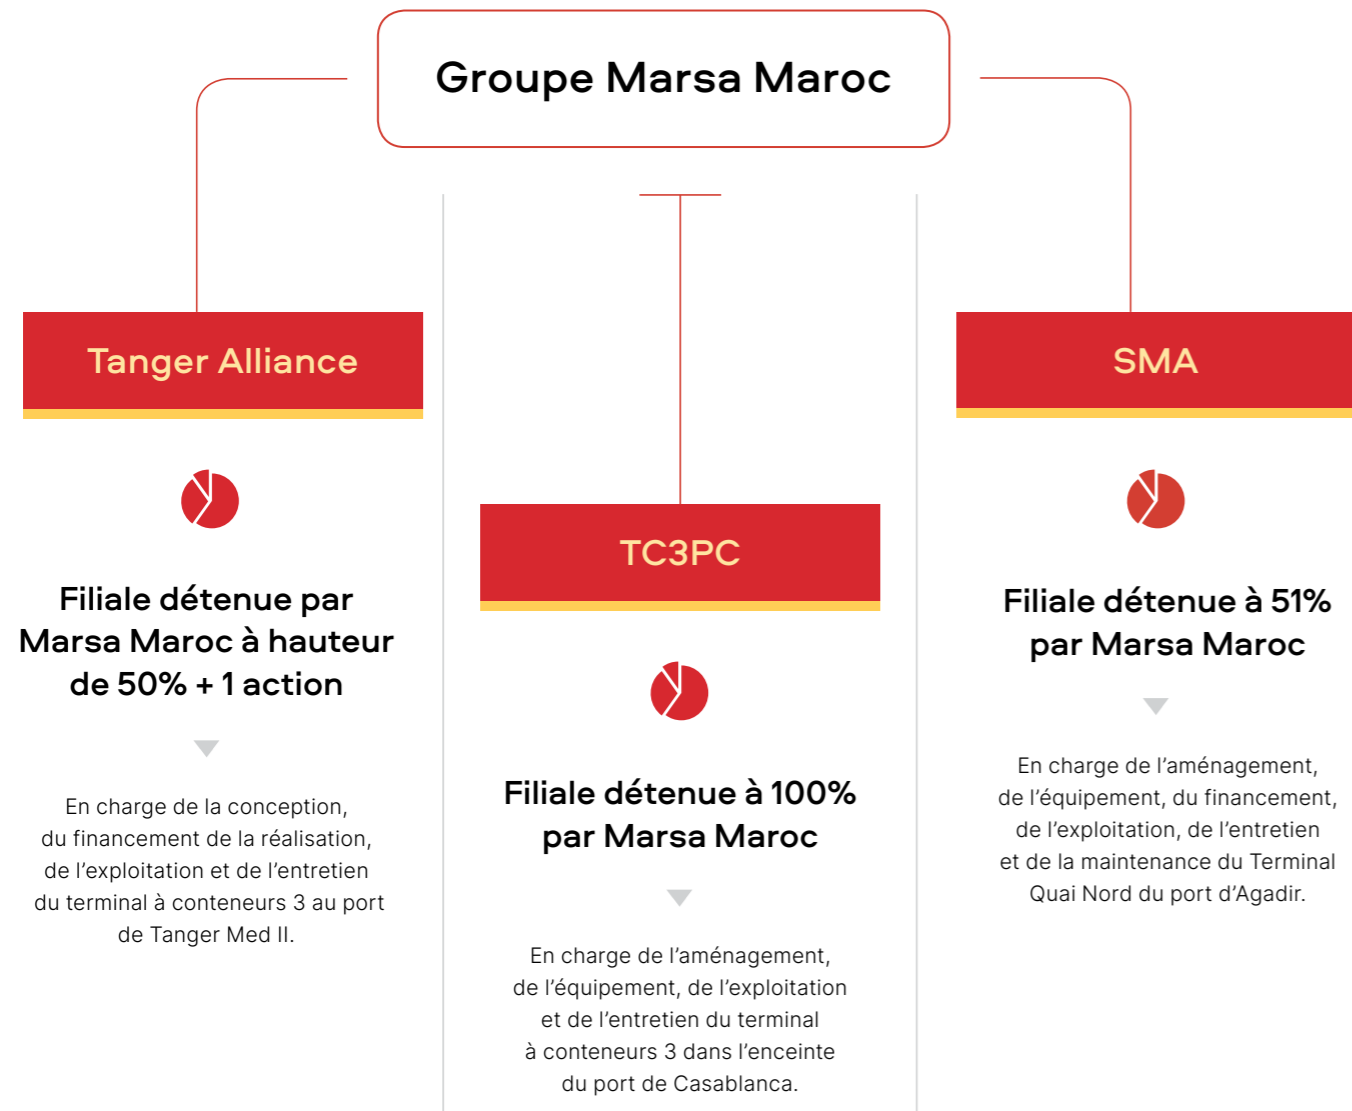 Groupe Marsa Maroc
Tanger Alliance
Filiale détenue par
Marsa Maroc à hauteur
de 50% + 1 action
En charge de la conception,
du financement de la réalisation,
de l’exploitation et de l’entretien
du terminal à conteneurs 3 au port
de Tanger Med II.
TC3PC
Filiale détenue à 100%
par Marsa Maroc
En charge de l’aménagement,
de l’équipement, de l’exploitation
et de l’entretien du terminal
à conteneurs 3 dans l’enceinte
du port de Casablanca.
SMA
Filiale détenue à 51%
par Marsa Maroc
En charge de l’aménagement,
de l’équipement, du financement,
de l’exploitation, de l’entretien
et de la maintenance du Terminal
Quai Nord du port d’Agadir.